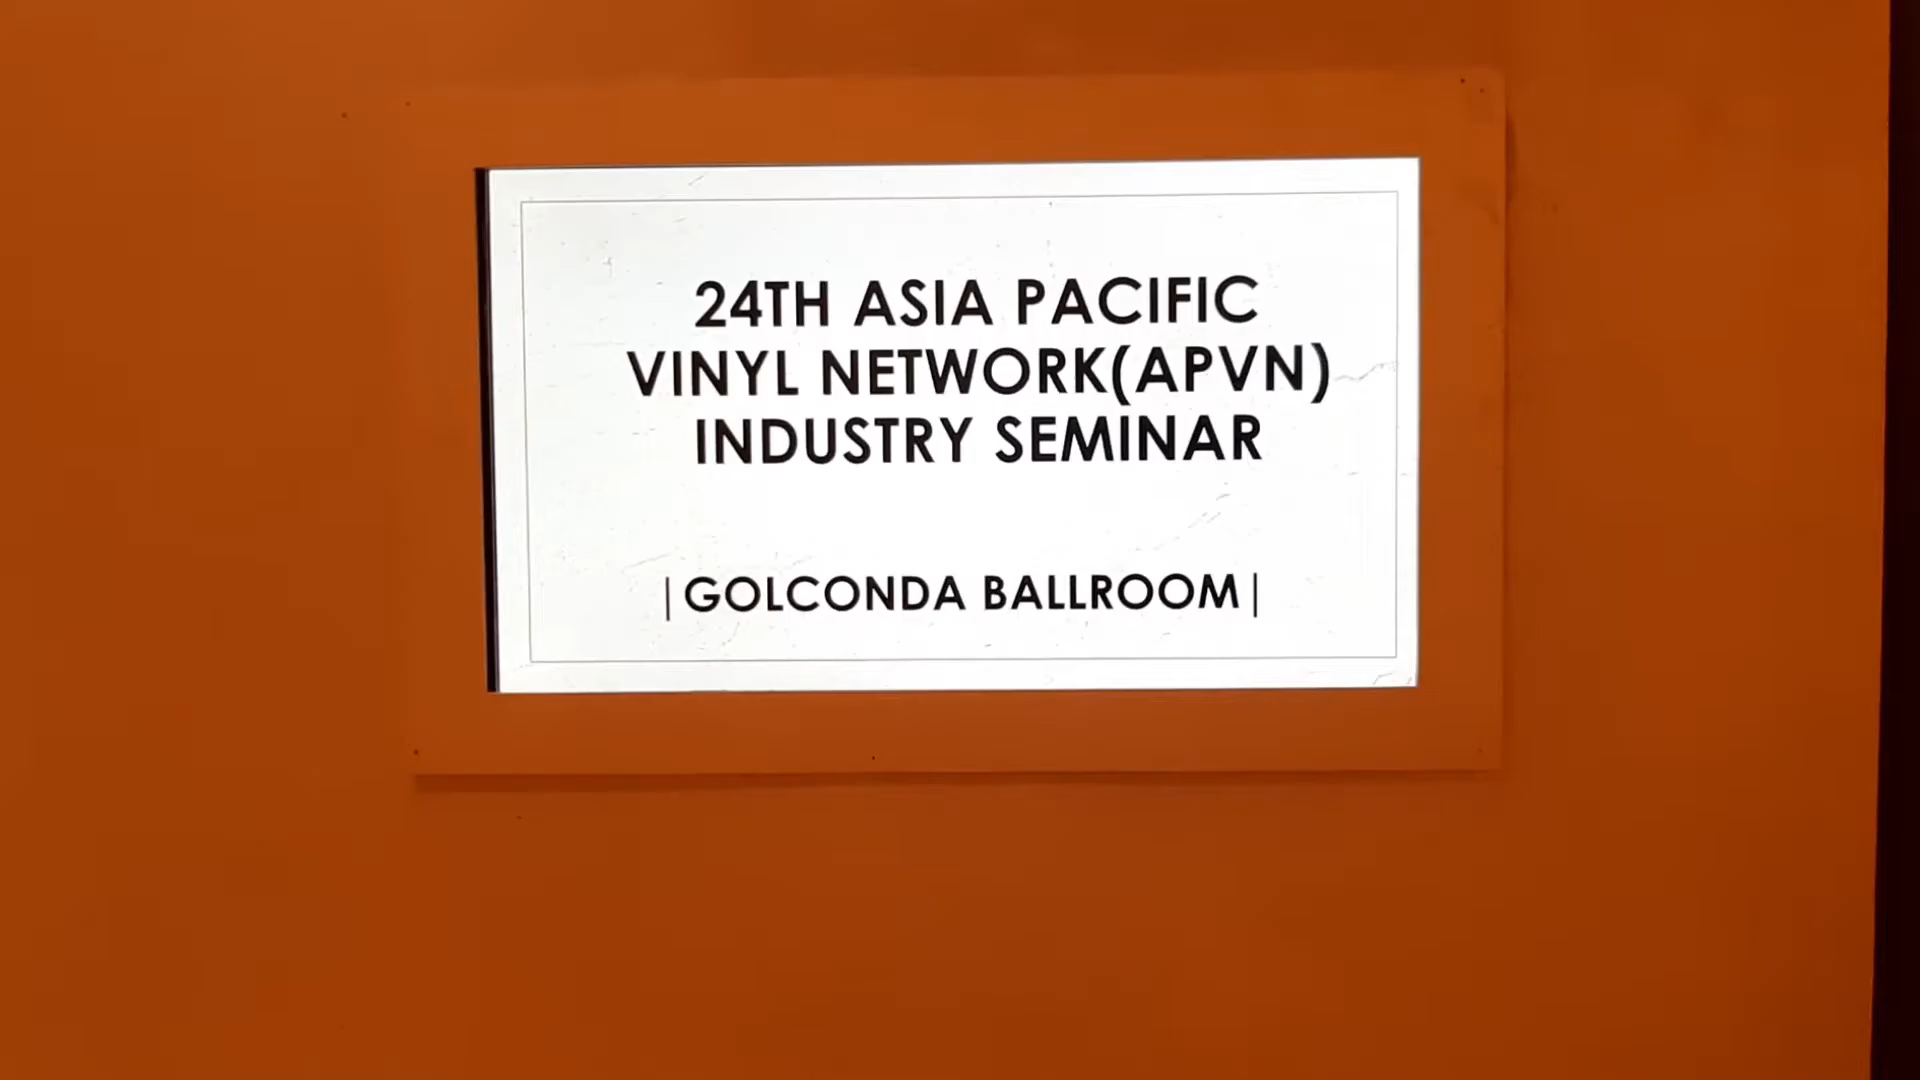 24TH ASIA PACIFIC
VINYL NETWORK(APVN)
INDUSTRY SEMINAR
|GOLCONDA BALLROOM|